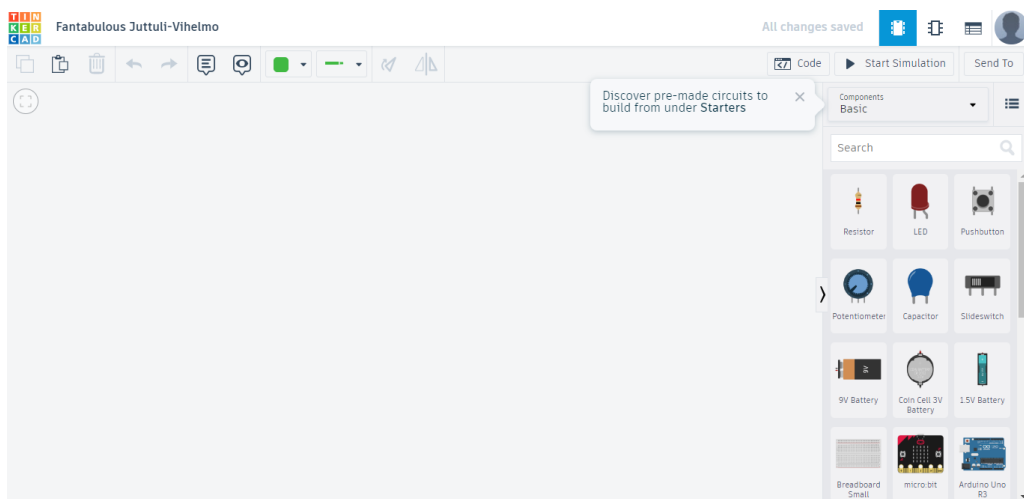 TIN
KER
CAD
Fantabulous Juttuli-Vihelmo
All changes saved
Code
Start Simulation
Send To
Discover pre-made circuits to
build from under Starters
Components
Basic
Search
Resistor
LED
Pushbutton
Potentiometer
Capacitor
Slideswitch
9V
9V Battery
Coin Cell 3V
Battery
1.5V Battery
Breadboard
Small
micro:bit
Arduino Uno
R3